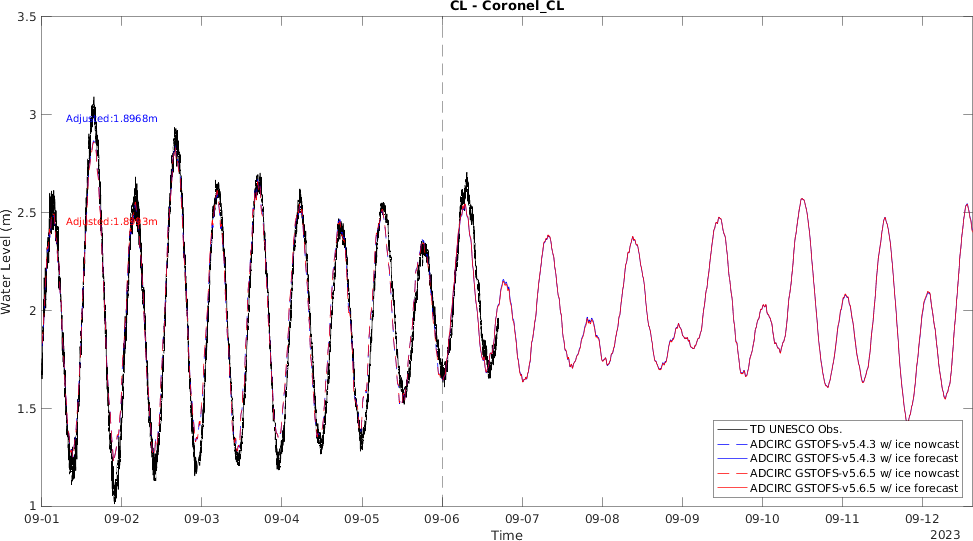 CL - Coronel_CL
3.5
3
2.5
2
1.5
1
Water Level (m)
Adjusted:1.8968m
TD UNESCO Obs.
ADCIRC GSTOFS-v5.4.3 w/ ice nowcast
ADCIRC GSTOFS-v5.4.3 w/ ice forecast
ADCIRC GSTOFS-v5.6.5 w/ ice nowcast
ADCIRC GSTOFS-v5.6.5 w/ ice forecast
09-01 09-02 09-03 09-04 09-05 09-06 09-07 09-08 09-09 09-10 09-11 09-12
Time
2023